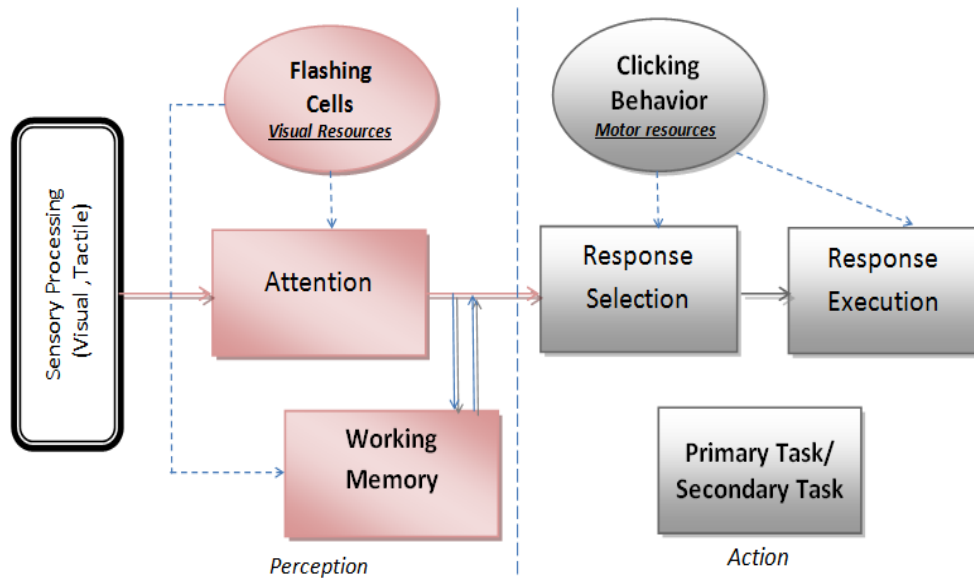 Sensory Processing
(Visual ,Tactile)
Flashing
Cells
Visual Resources
Attention
Working
Memory
Perception
Clicking
Behavior
Motor resources
Response
Selection
Response
Execution
Primary Task/
Secondary Task
Action